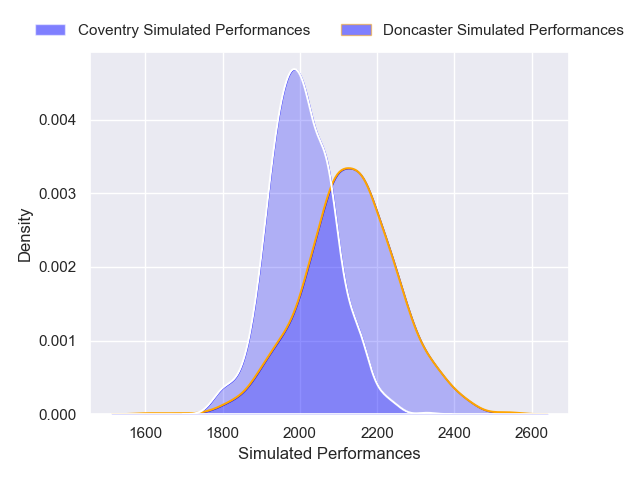 Coventry Simulated Performances Doncaster Simulated Performances
0.004
0.003
0.002
0.001
0.000
Density
1600 1800 2000 2200 2400 2600
Simulated Performances